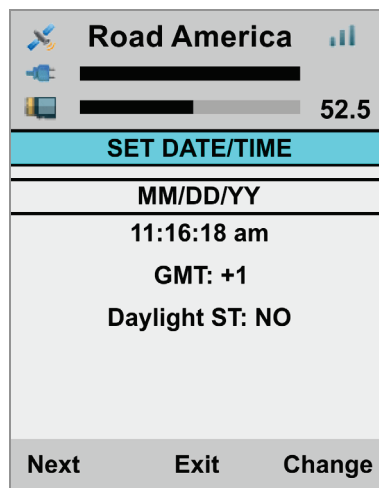 Road America
52.5
SET DATE/TIME
MM/DD/YY
11:16:18 am
GMT: +1
Daylight ST: NO
Next Exit Change